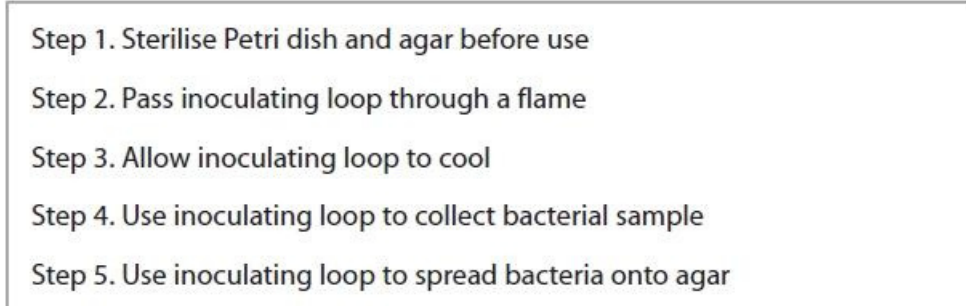 Step 1. Sterilise Petri dish and agar before use
Step 2. Pass inoculating loop through a flame
Step 3. Allow inoculating loop to cool
Step 4. Use inoculating loop to collect bacterial sample
Step 5. Use inoculating loop to spread bacteria onto agar